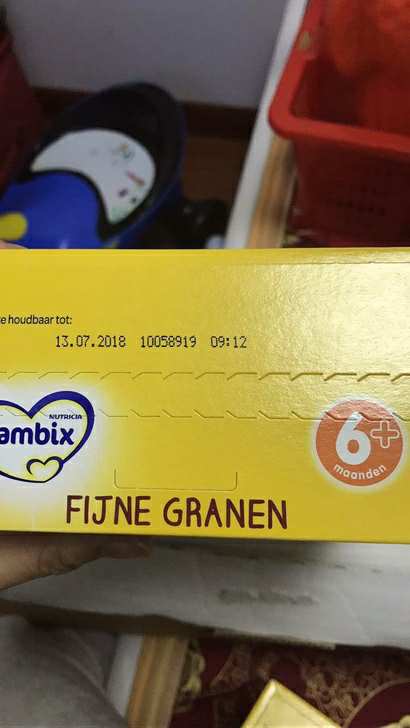 e houdbaar tot:
13.07.2018 10058919 09:12
NUTRICIA
ambix
6+
maanden
FIJNE GRANEN